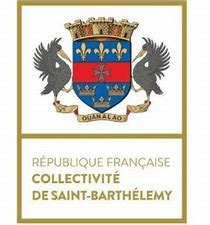 OUANALAO
RÉPUBLIQUE FRANÇAISE
COLLECTIVITÉ
DE SAINT-BARTHÉLEMY